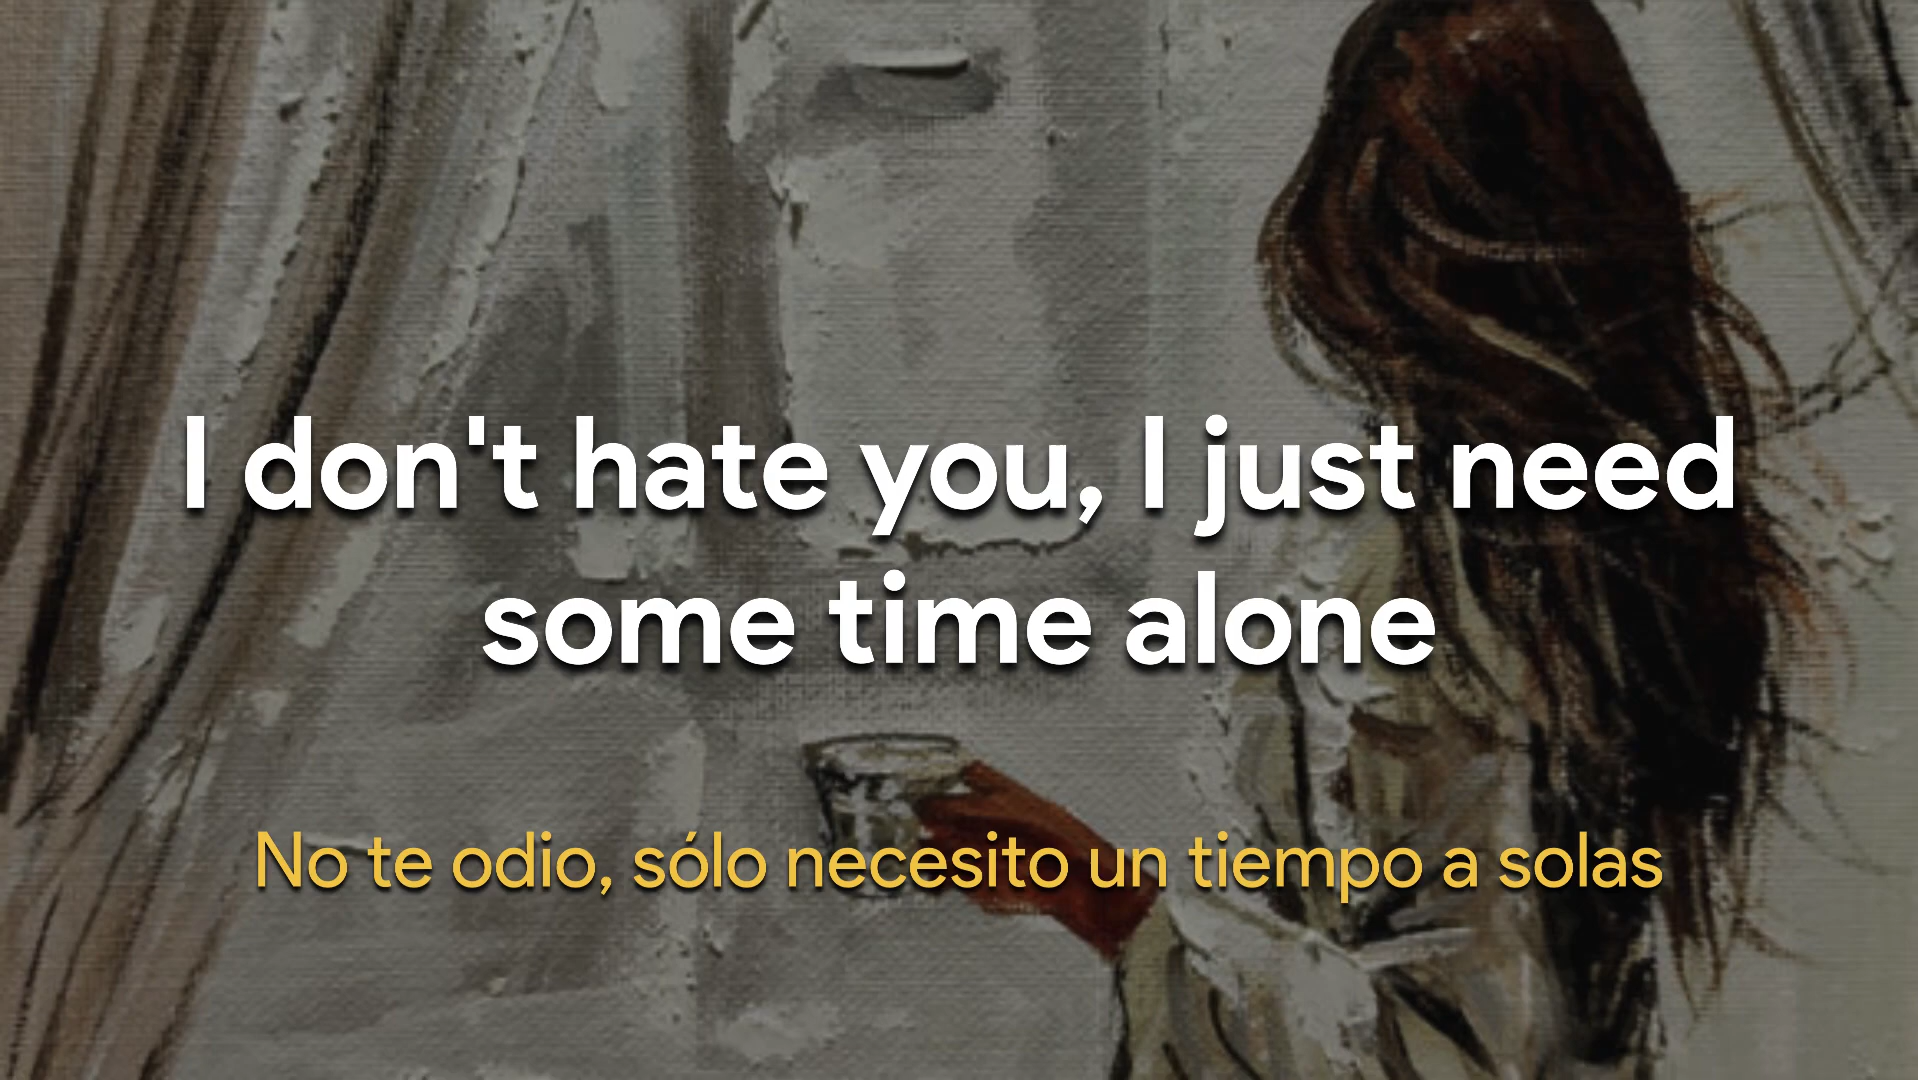 I don't hate you, I just need
some time alone
No te odio, sólo necesito un tiempo a solas